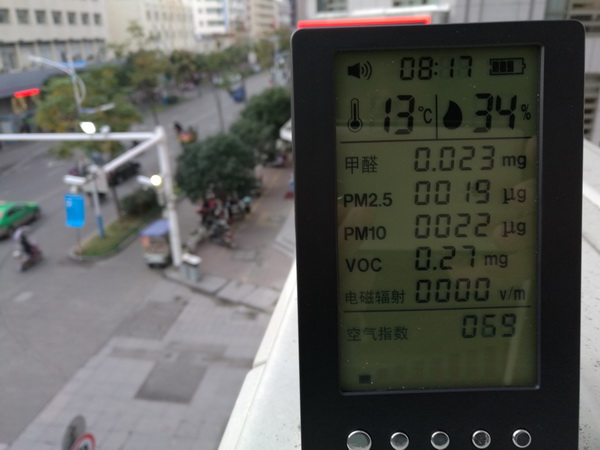 08:17
13°C 34%
甲醛 0.023 mg
PM2.5 0019 μg
PM10 0022 μg
VOC 0.27 mg
电磁辐射 0000 v/m
空气指数 069